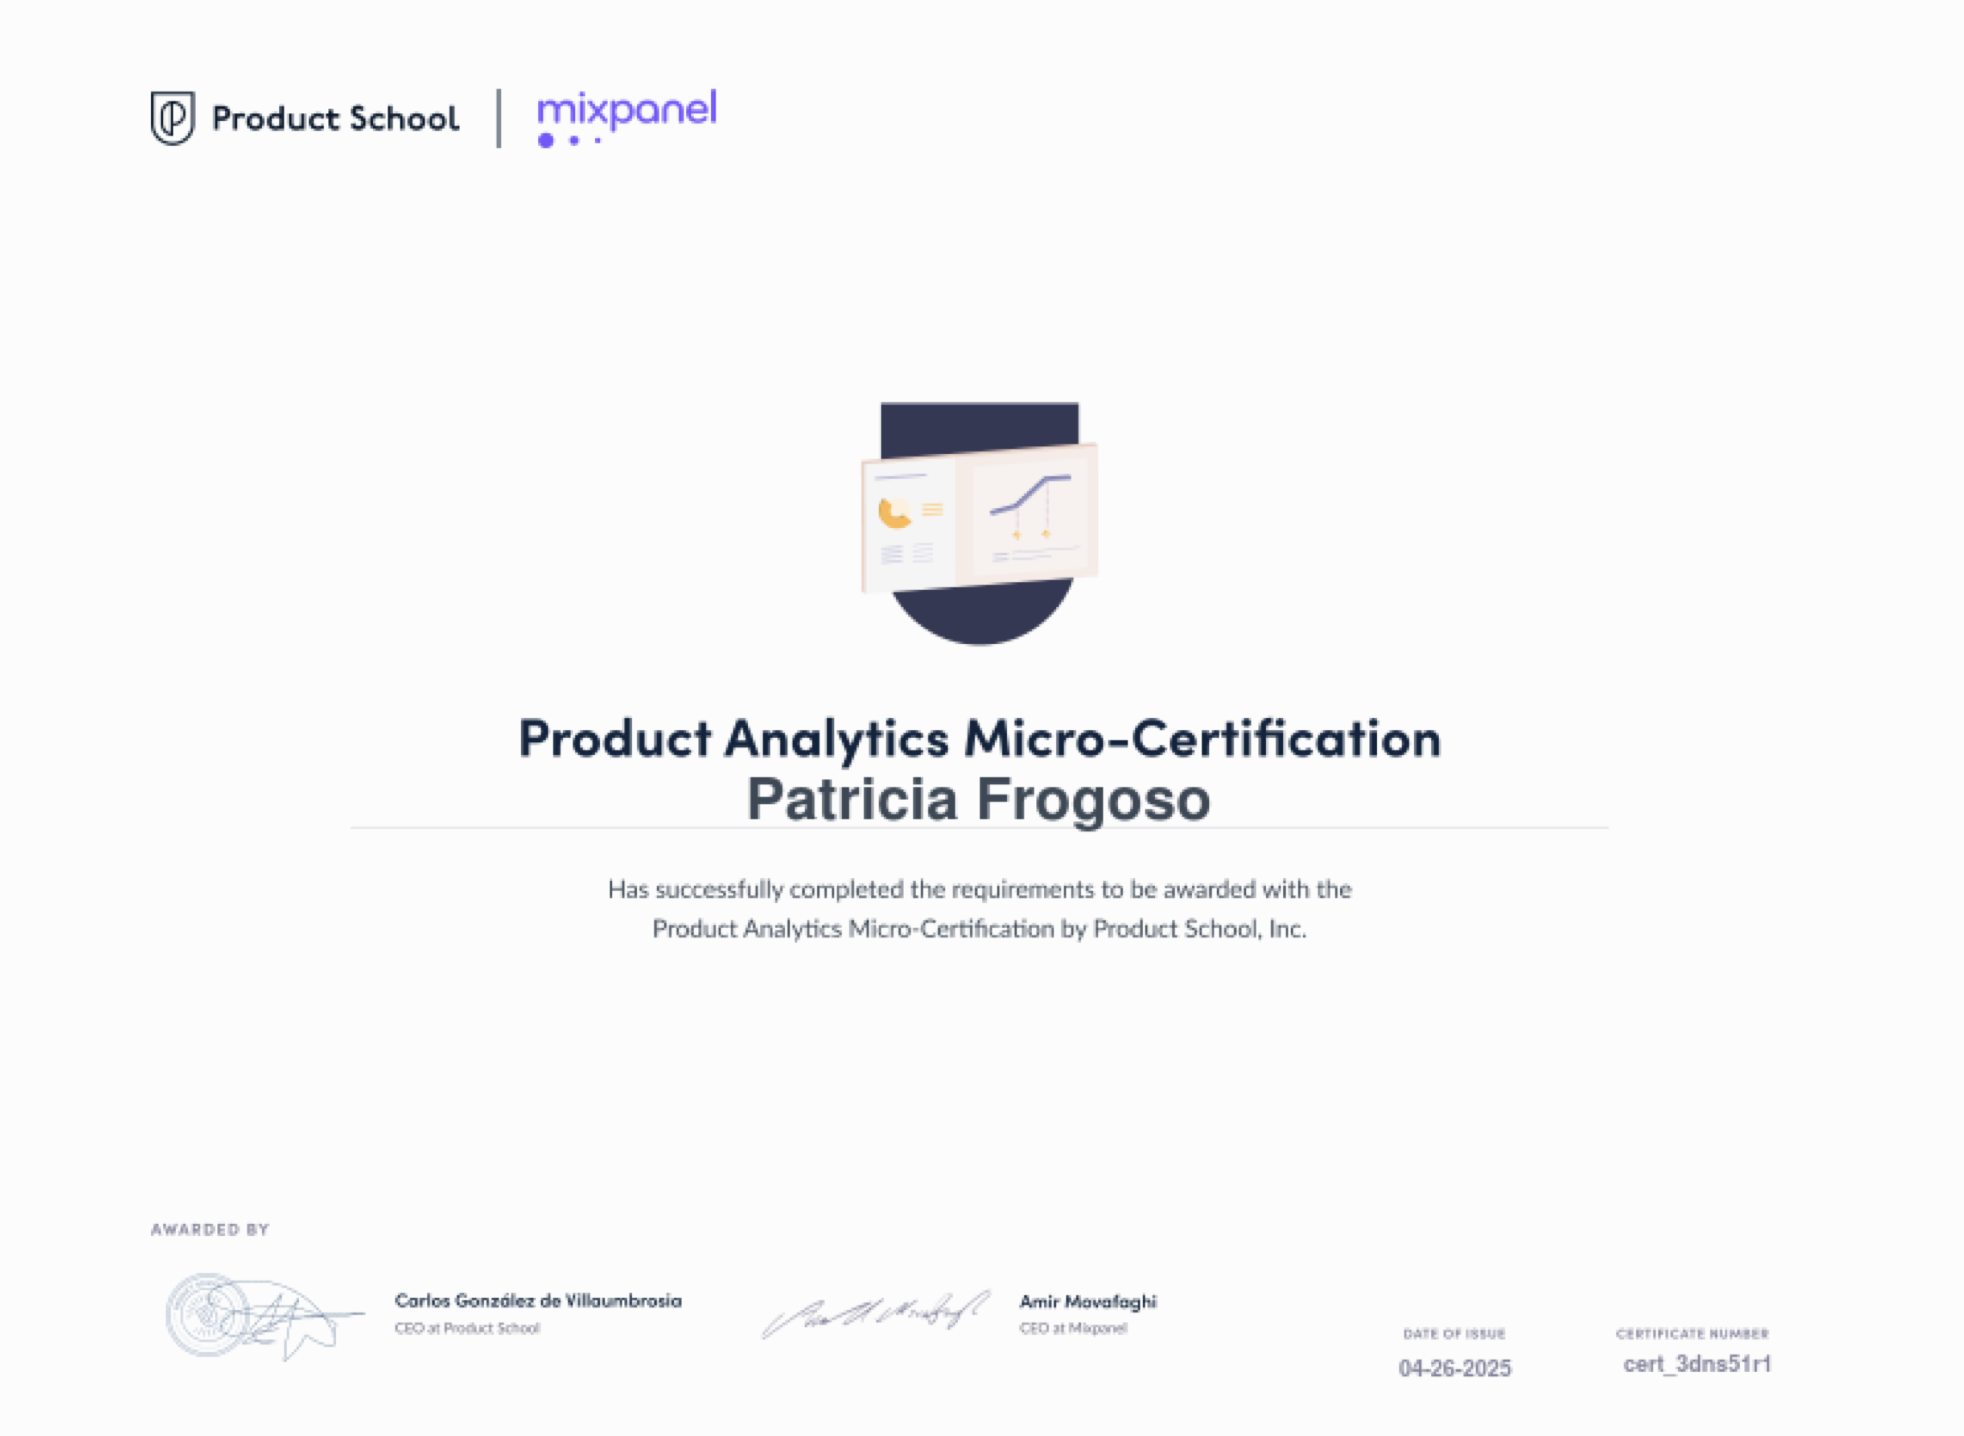 Product School
mixpanel
Product Analytics Micro-Certification
Patricia Frogoso
Has successfully completed the requirements to be awarded with the
Product Analytics Micro-Certification by Product School, Inc.
AWARDED BY
Carlos González de Villaumbrosia
CEO at Product School
Amir Movafaghi
CEO at Mixpanel
DATE OF ISSUE
04-26-2025
CERTIFICATE NUMBER